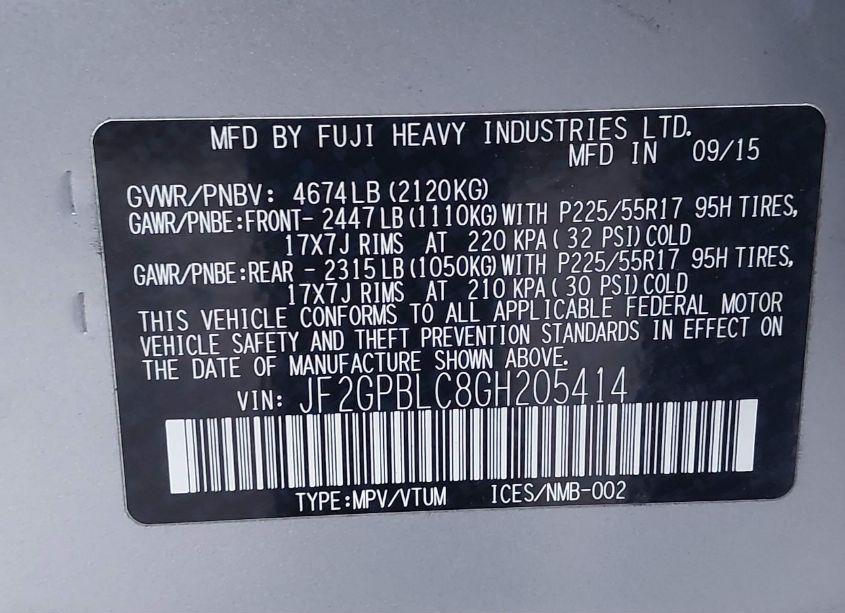 MFD BY FUJI HEAVY INDUSTRIES LTD.
MFD IN 09/15
GVWR/PNBV: 4674LB(2120KG)
GAWR/PNBE:FRONT- 2447LB(1110KG)WITH P225/55R17 95H TIRES,
17X7J RIMS AT 220 KPA(32 PSI)COLD
GAWR/PNBE:REAR - 2315LB(1050KG)WITH P225/55R17 95H TIRES,
17X7J RIMS AT 210 KPA(30 PSI)COLD
THIS VEHICLE CONFORMS TO ALL APPLICABLE FEDERAL MOTOR
VEHICLE SAFETY AND THEFT PREVENTION STANDARDS IN EFFECT ON
THE DATE OF MANUFACTURE SHOWN ABOVE.
VIN: JF2GPBLC8GH205414
TYPE:MPV/VTUM ICES/NMB-002